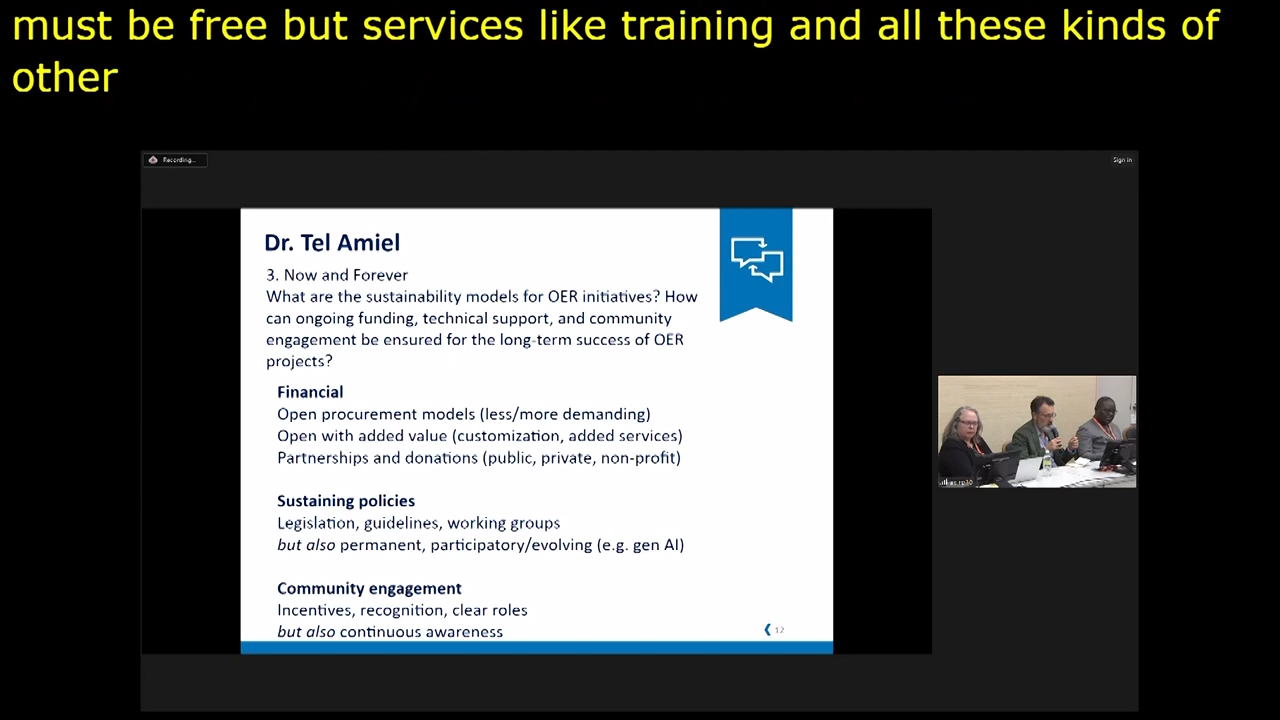 must be free but services like training and all these kinds of
other
Recording...
Sign in
Dr. Tel Amiel
3. Now and Forever
What are the sustainability models for OER initiatives? How
can ongoing funding, technical support, and community
engagement be ensured for the long-term success of OER
projects?
Financial
Open procurement models (less/more demanding)
Open with added value (customization, added services)
Partnerships and donations (public, private, non-profit)
Sustaining policies
Legislation, guidelines, working groups
but also permanent, participatory/evolving (e.g. gen AI)
Community engagement
Incentives, recognition, clear roles
but also continuous awareness
12